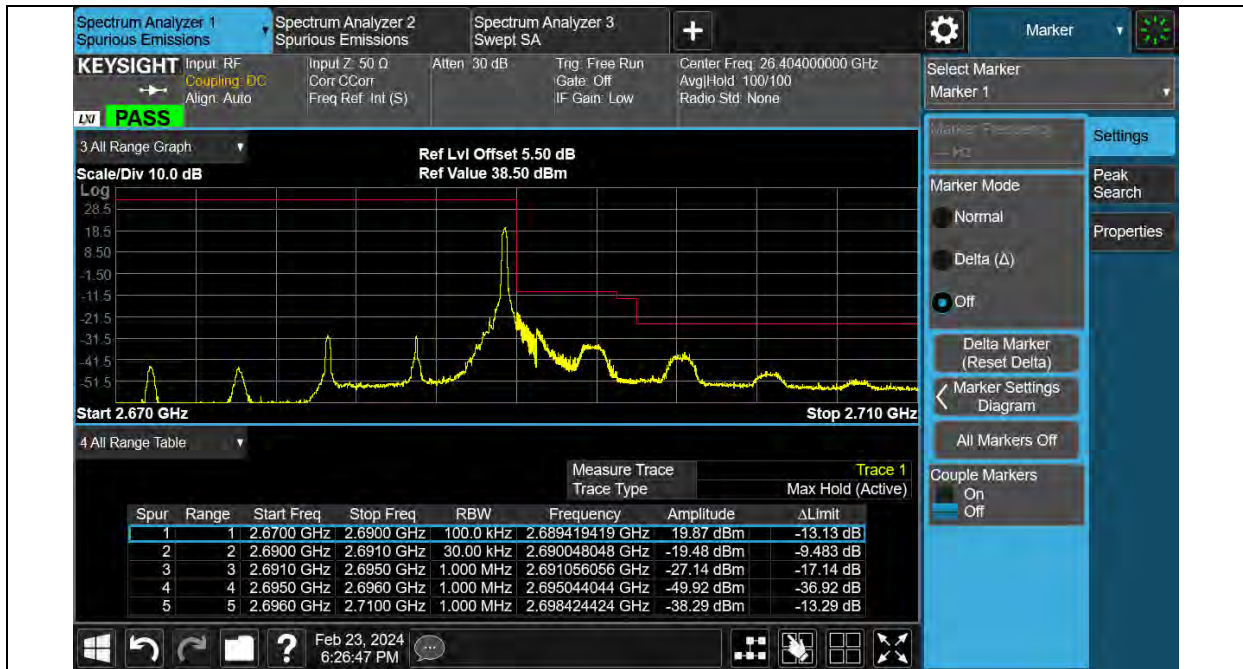 Spectrum Analyzer 1
Spurious Emissions
Spectrum Analyzer 2
Spurious Emissions
Spectrum Analyzer 3
Swept SA
Marker
KEYSIGHT
Input: RF
Coupling: DC
Align: Auto
Input Z: 50 Ω
Corr CCorr
Freq Ref: Int (S)
Atten: 30 dB
Trig: Free Run
Gate: Off
IF Gain: Low
Center Freq: 26.404000000 GHz
Avg|Hold: 100/100
Radio Std: None
LXI
PASS
3 All Range Graph
Scale/Div 10.0 dB
Ref Lvl Offset 5.50 dB
Ref Value 38.50 dBm
Log
28.5
18.5
8.50
-1.50
-11.5
-21.5
-31.5
-41.5
-51.5
Start 2.670 GHz
Stop 2.710 GHz
4 All Range Table
Measure Trace Trace 1
Trace Type Max Hold (Active)
Spur Range Start Freq Stop Freq RBW Frequency Amplitude ΔLimit
1 1 2.6700 GHz 2.6900 GHz 100.0 kHz 2.689419419 GHz 19.87 dBm -13.13 dB
2 2 2.6900 GHz 2.6910 GHz 30.00 kHz 2.690048048 GHz -19.48 dBm -9.483 dB
3 3 2.6910 GHz 2.6950 GHz 1.000 MHz 2.691056056 GHz -27.14 dBm -17.14 dB
4 4 2.6950 GHz 2.6960 GHz 1.000 MHz 2.695044044 GHz -49.92 dBm -36.92 dB
5 5 2.6960 GHz 2.7100 GHz 1.000 MHz 2.698424424 GHz -38.29 dBm -13.29 dB
Feb 23, 2024
6:26:47 PM
Select Marker
Marker 1
Marker Frequency
--- Hz
Marker Mode
Normal
Delta (Δ)
Off
Delta Marker
(Reset Delta)
Marker Settings
Diagram
All Markers Off
Couple Markers
On
Off
Settings
Peak
Search
Properties